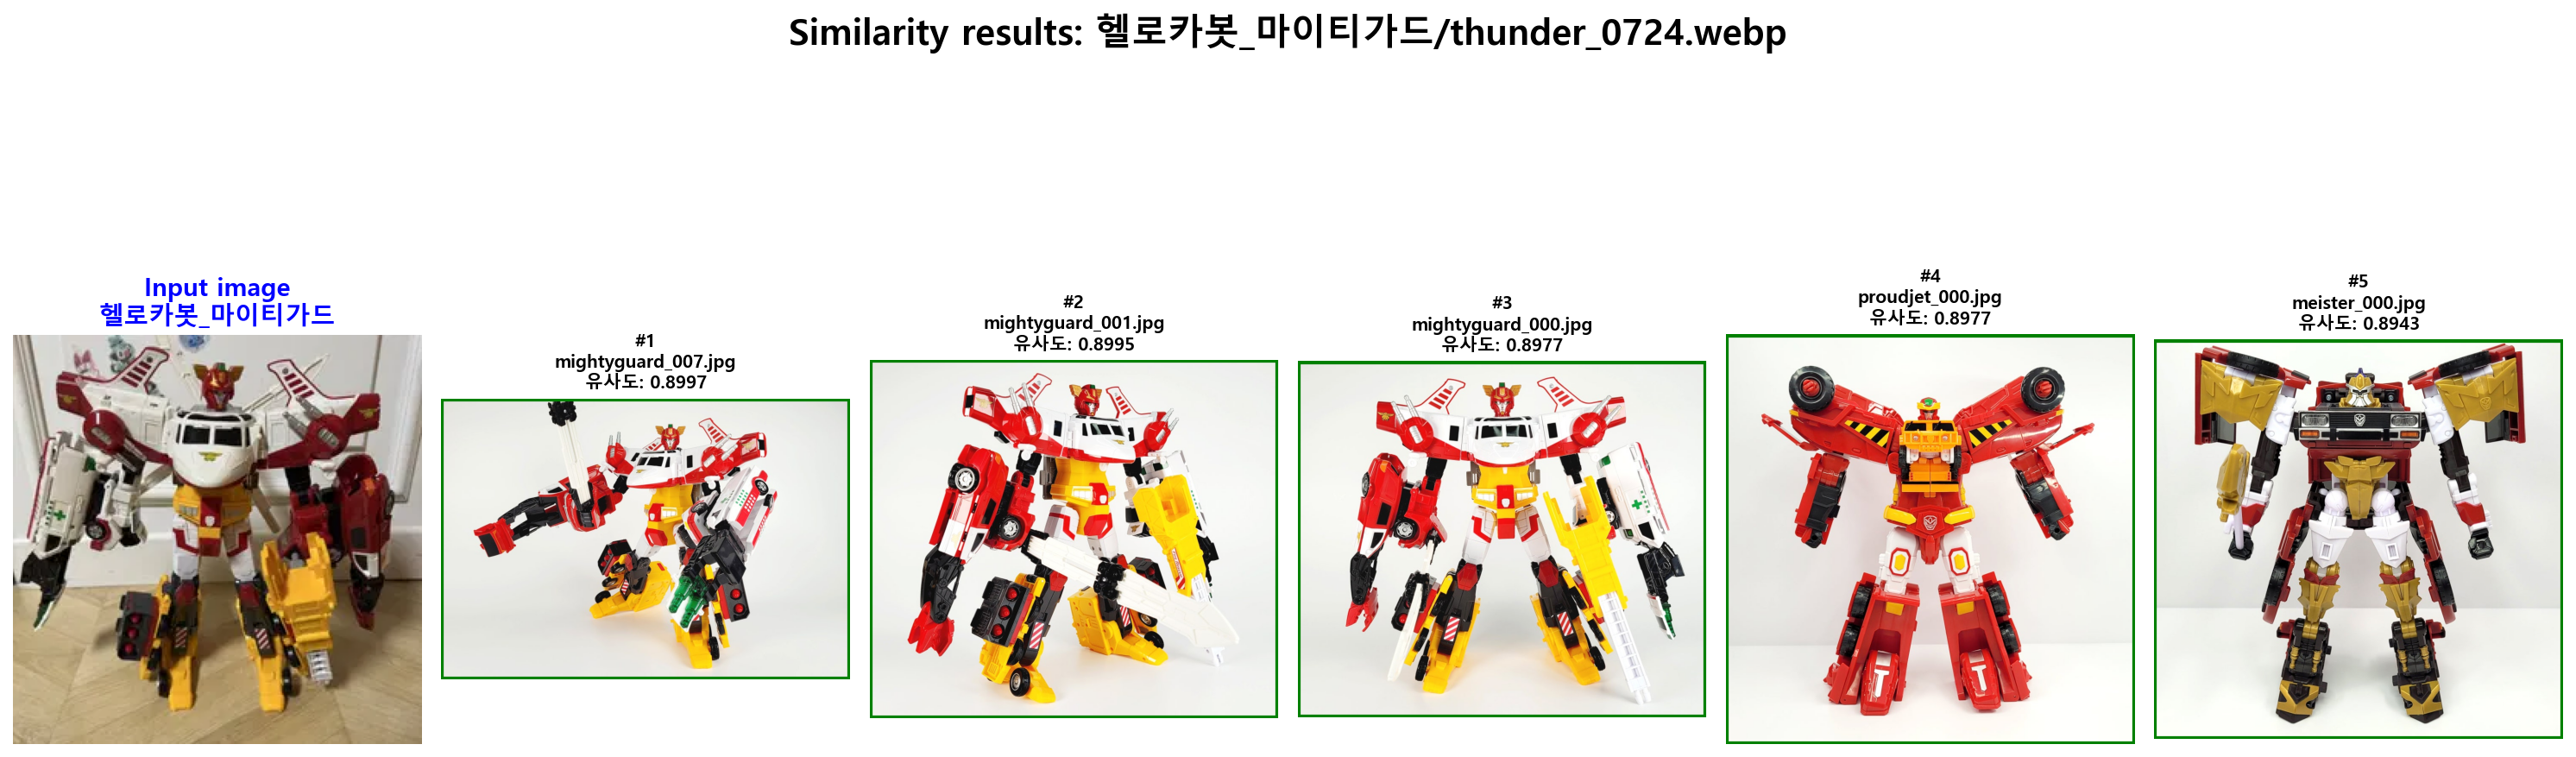 Similarity results: 헬로카봇_마이티가드/thunder_0724.webp
Input image
헬로카봇_마이티가드
#1
mightyguard_007.jpg
유사도: 0.8997
#2
mightyguard_001.jpg
유사도: 0.8995
#3
mightyguard_000.jpg
유사도: 0.8977
#4
proudjet_000.jpg
유사도: 0.8977
#5
meister_000.jpg
유사도: 0.8943
T
T